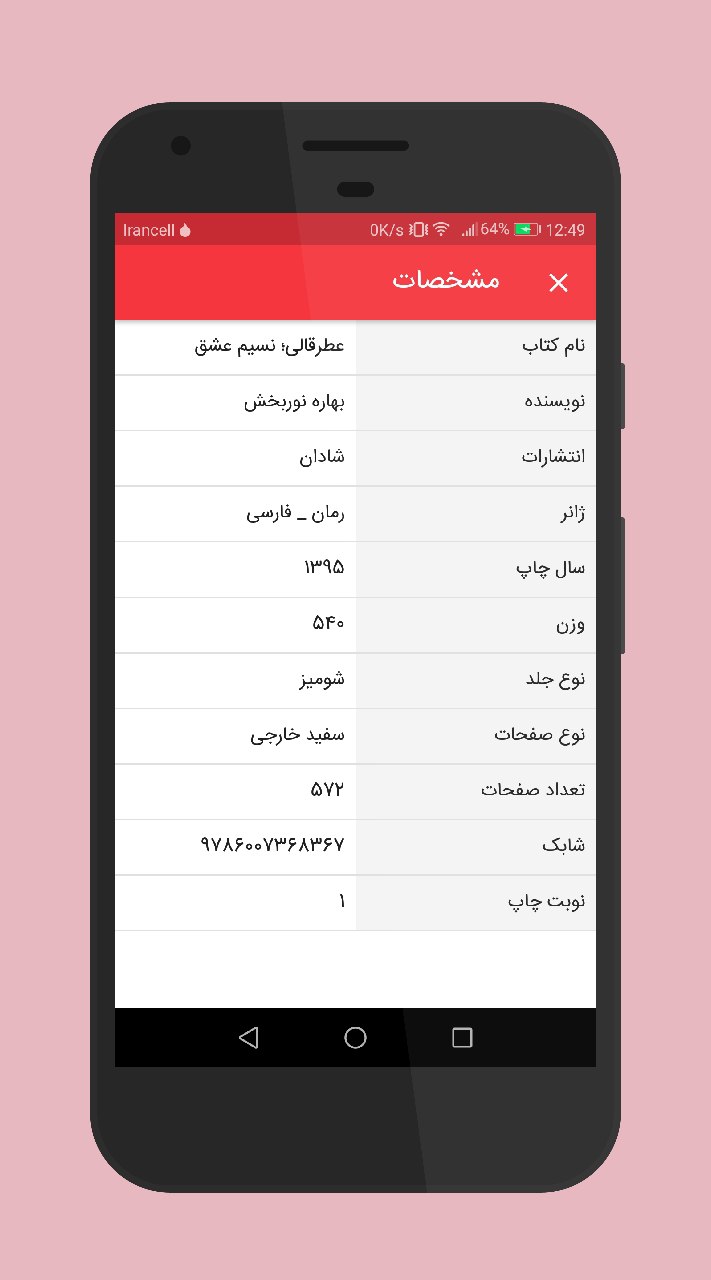 Irancell 0K/s 64% 12:49
مشخصات
نام کتاب عطرقالی؛ نسیم عشق
نویسنده بهاره نوربخش
انتشارات شادان
ژانر رمان _ فارسی
سال چاپ ۱۳۹۵
وزن ۵۴۰
نوع جلد شومیز
نوع صفحات سفید خارجی
تعداد صفحات ۵۷۲
شابک ۹۷۸۶۰۰۷۳۶۸۳۶۷
نوبت چاپ ۱